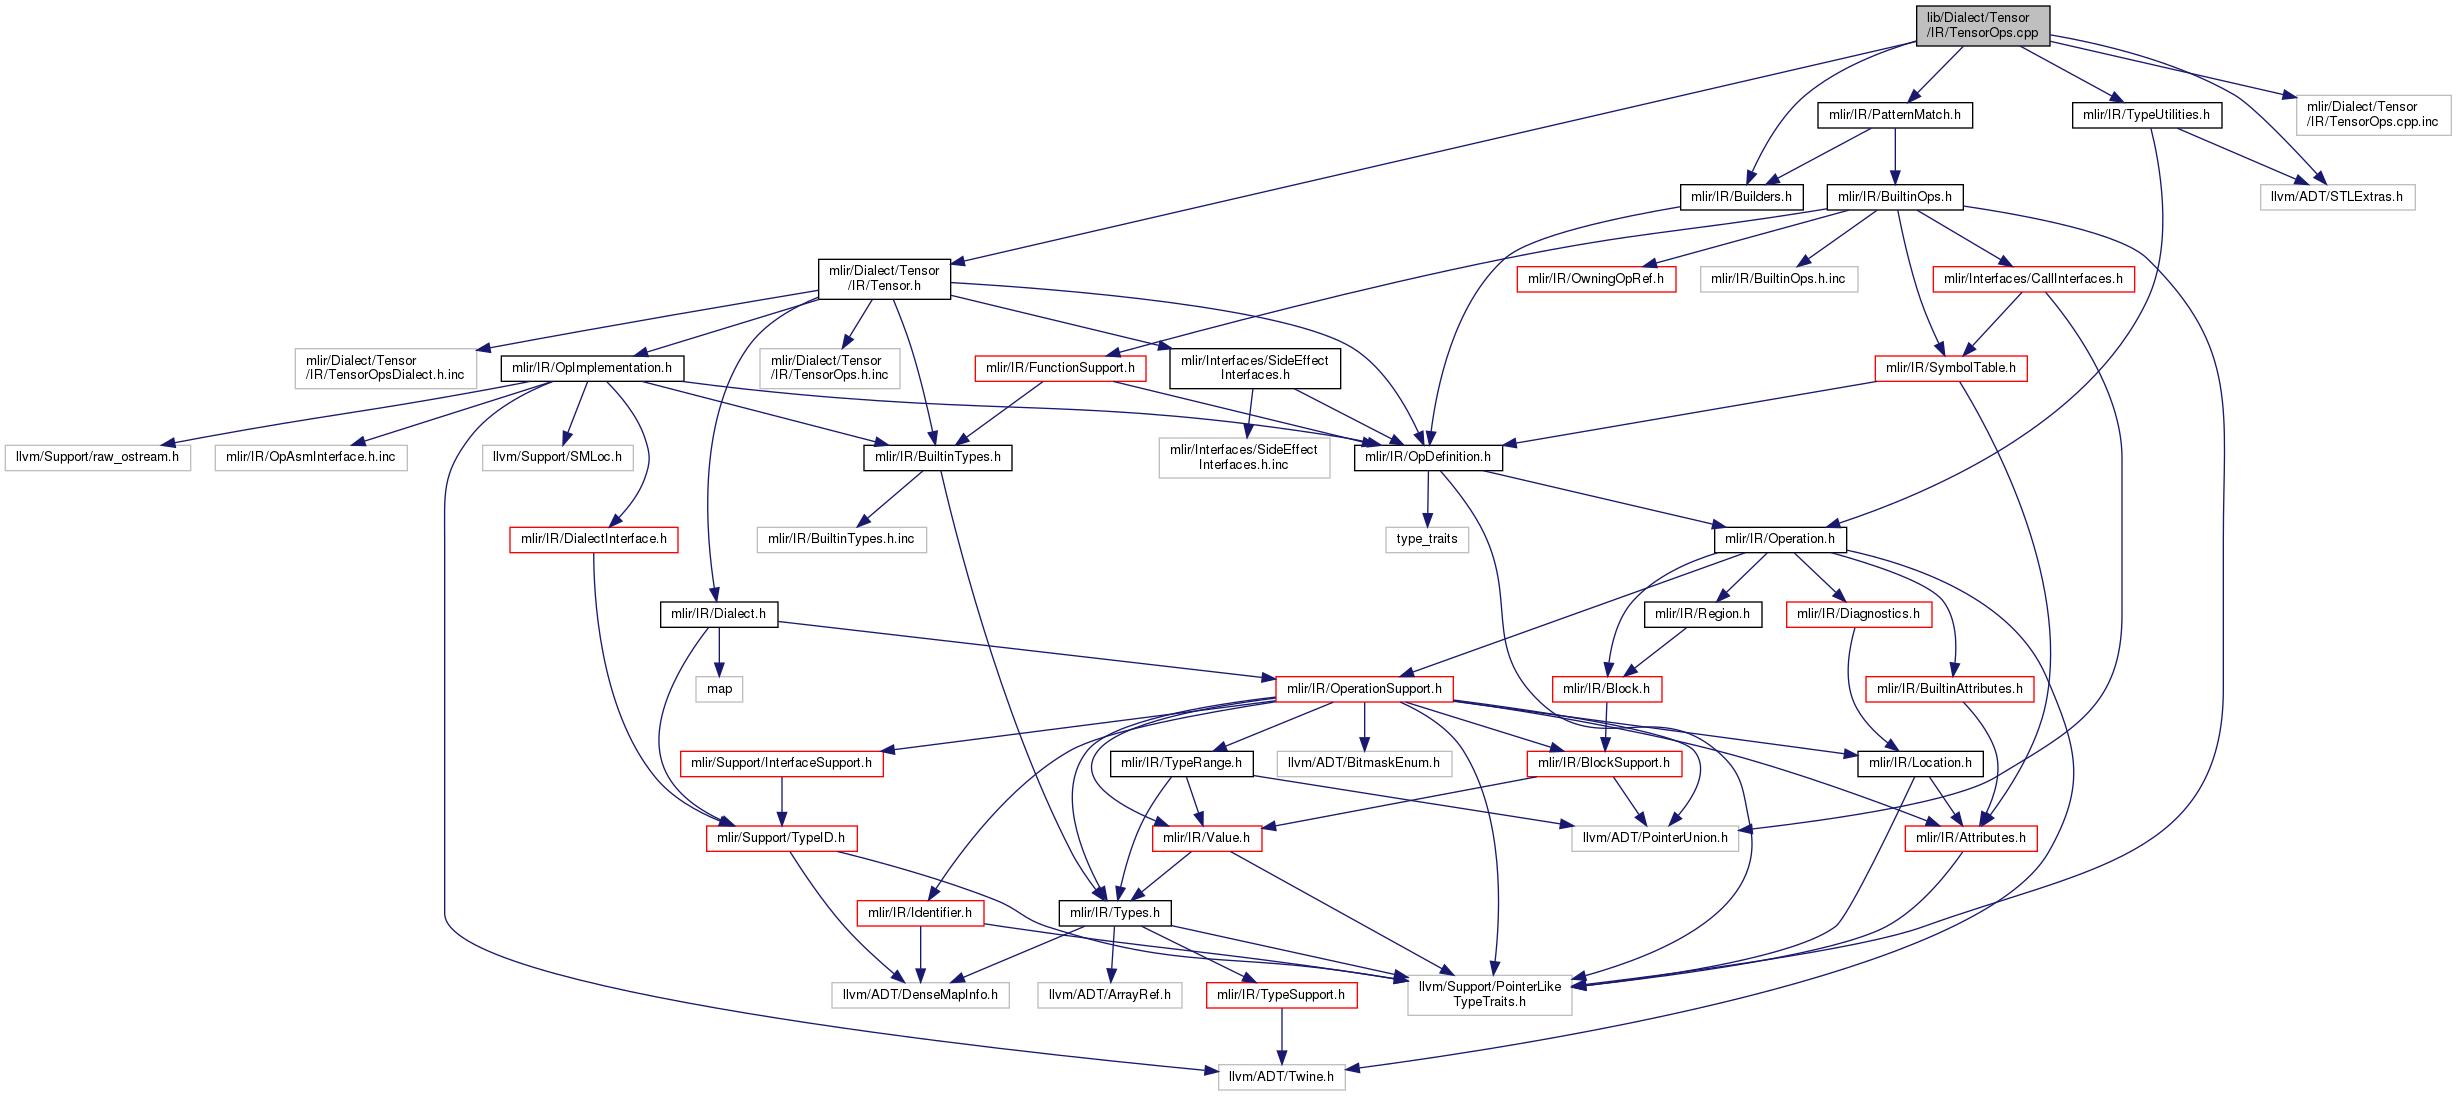 lib/Dialect/Tensor
/IR/TensorOps.cpp
mlir/IR/PatternMatch.h
mlir/IR/TypeUtilities.h
mlir/Dialect/Tensor
/IR/TensorOps.cpp.inc
mlir/IR/Builders.h
mlir/IR/BuiltinOps.h
llvm/ADT/STLExtras.h
mlir/Dialect/Tensor
/IR/Tensor.h
mlir/IR/OwningOpRef.h
mlir/IR/BuiltinOps.h.inc
mlir/Interfaces/CallInterfaces.h
mlir/Dialect/Tensor
/IR/TensorOpsDialect.h.inc
mlir/IR/OpImplementation.h
mlir/Dialect/Tensor
/IR/TensorOps.h.inc
mlir/IR/FunctionSupport.h
mlir/Interfaces/SideEffect
Interfaces.h
mlir/IR/SymbolTable.h
llvm/Support/raw_ostream.h
mlir/IR/OpAsmInterface.h.inc
llvm/Support/SMLoc.h
mlir/IR/BuiltinTypes.h
mlir/Interfaces/SideEffect
Interfaces.h.inc
mlir/IR/OpDefinition.h
mlir/IR/DialectInterface.h
mlir/IR/BuiltinTypes.h.inc
type_traits
mlir/IR/Operation.h
mlir/IR/Dialect.h
mlir/IR/Region.h
mlir/IR/Diagnostics.h
map
mlir/IR/OperationSupport.h
mlir/IR/Block.h
mlir/IR/BuiltinAttributes.h
mlir/Support/InterfaceSupport.h
mlir/IR/TypeRange.h
llvm/ADT/BitmaskEnum.h
mlir/IR/BlockSupport.h
mlir/IR/Location.h
mlir/Support/TypeID.h
mlir/IR/Value.h
llvm/ADT/PointerUnion.h
mlir/IR/Attributes.h
mlir/IR/Identifier.h
mlir/IR/Types.h
llvm/ADT/DenseMapInfo.h
llvm/ADT/ArrayRef.h
mlir/IR/TypeSupport.h
llvm/Support/PointerLike
TypeTraits.h
llvm/ADT/Twine.h